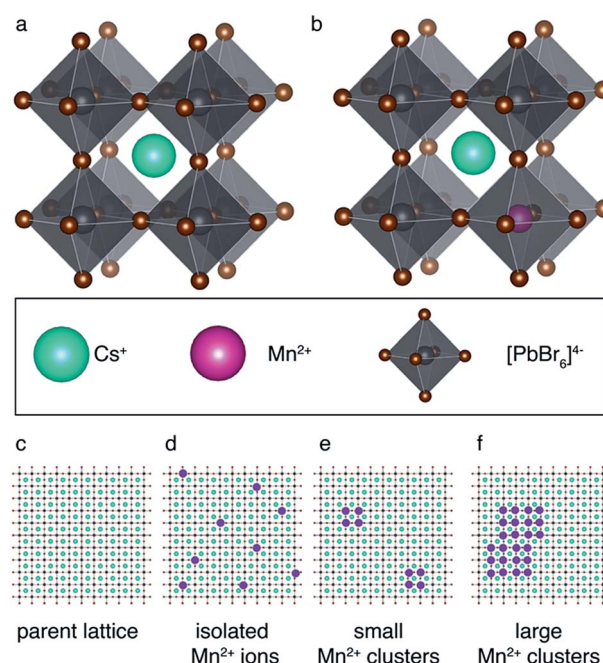 a
b
Cs⁺
Mn²⁺
[PbBr₆]⁴⁻
c
d
e
f
parent lattice
isolated
Mn²⁺ ions
small
Mn²⁺ clusters
large
Mn²⁺ clusters